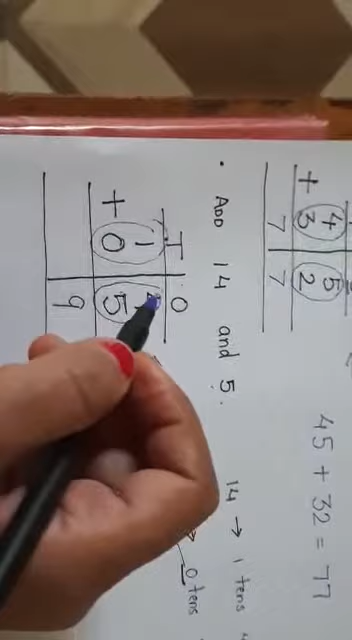 4 5
+ 3 2
7 7
45 + 32 = 77
• ADD 14 and 5.
T O
1
+ 0 5
9
14 → 1 tens
→ 0 tens